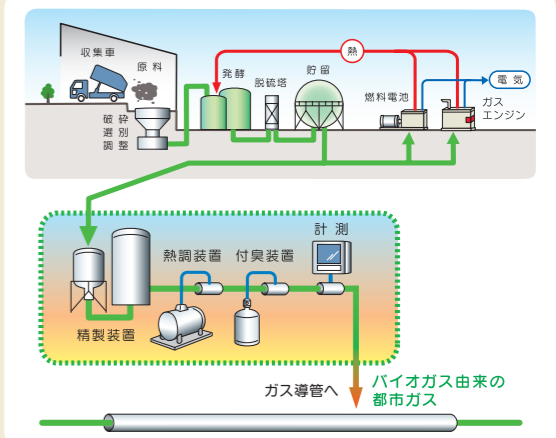 収集車
原料
破砕
選別
調整
発酵
脱硫塔
貯留
熱
燃料電池
電気
ガス
エンジン
精製装置
熱調装置
付臭装置
計測
ガス導管へ
バイオガス由来の
都市ガス